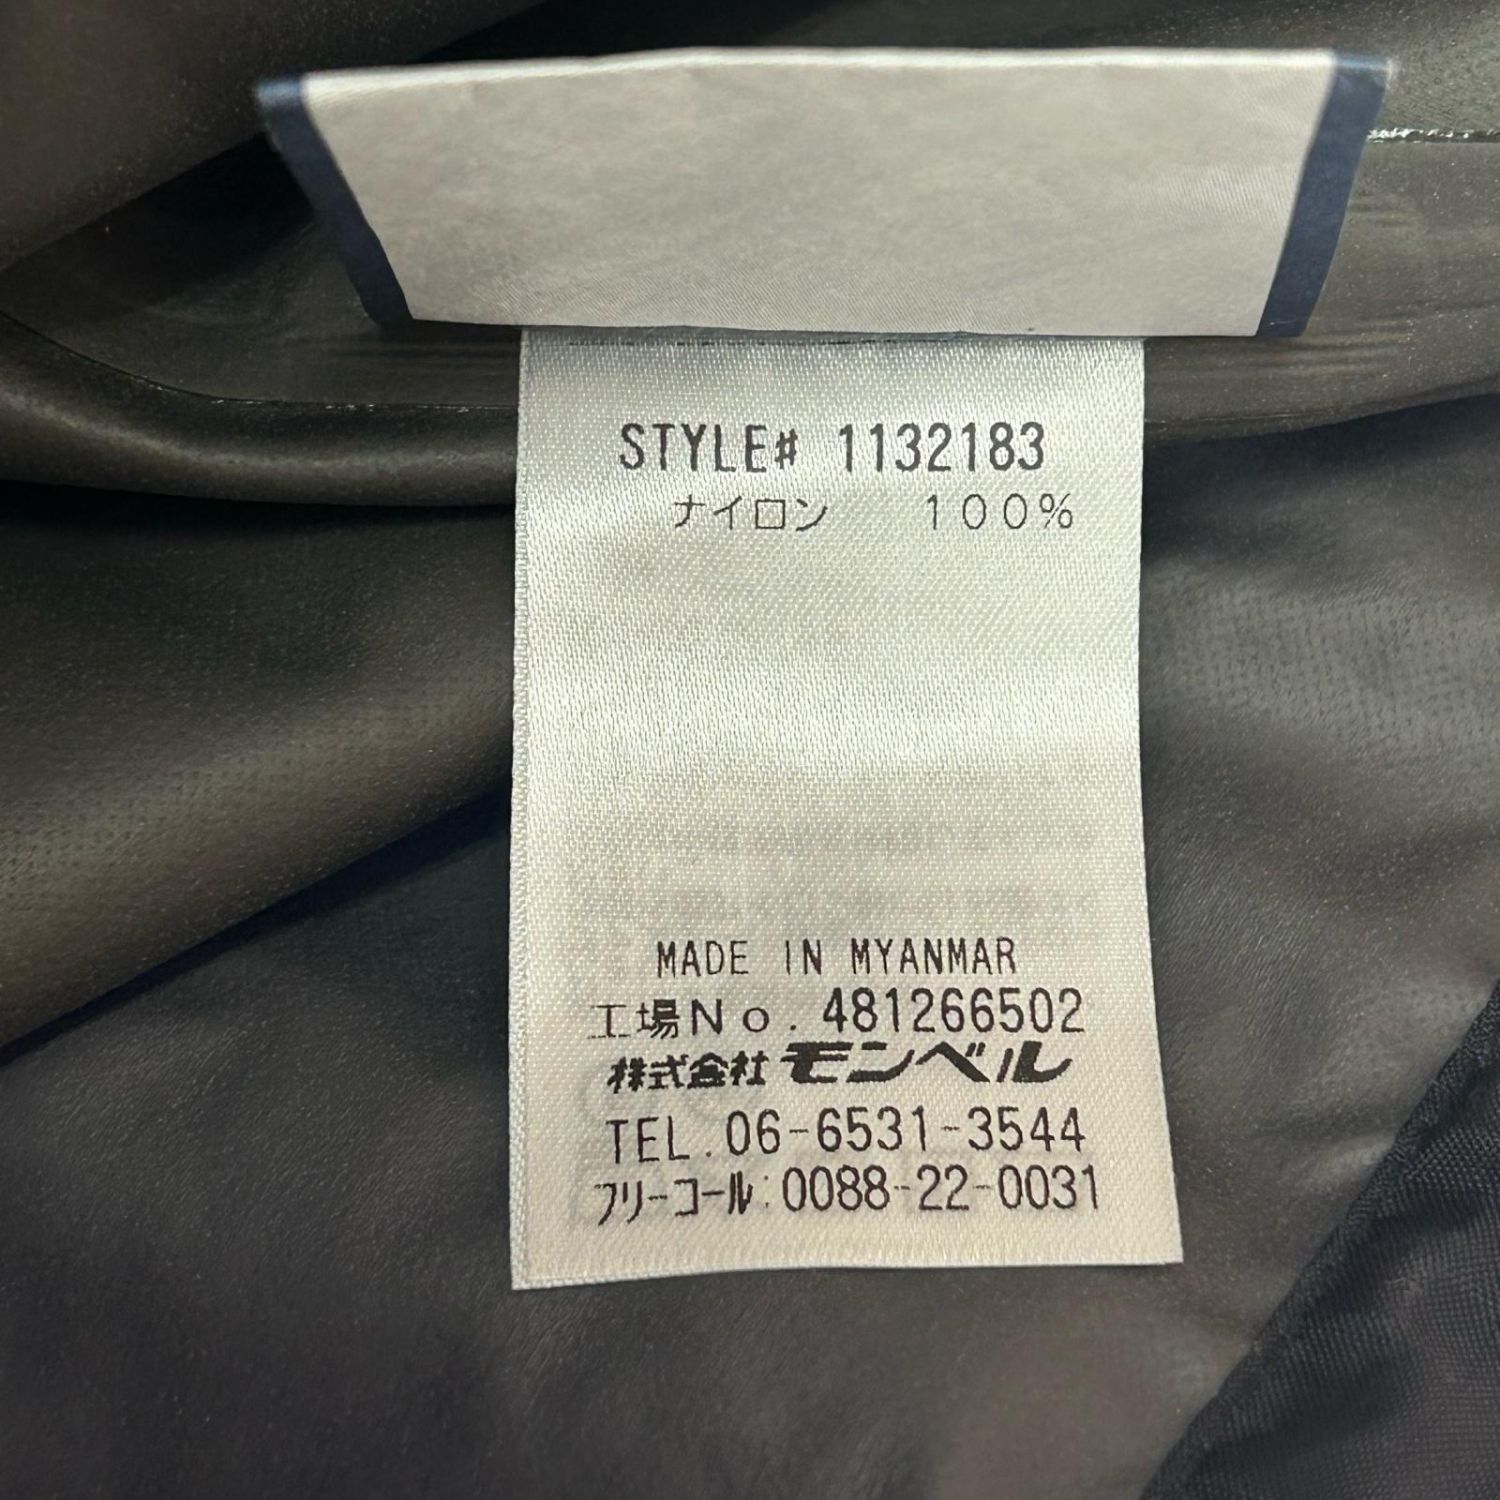 STYLE# 1132183
ナイロン 100%
MADE IN MYANMAR
工場No. 481266502
株式会社モンベル
TEL.06-6531-3544
フリーコール:0088-22-0031